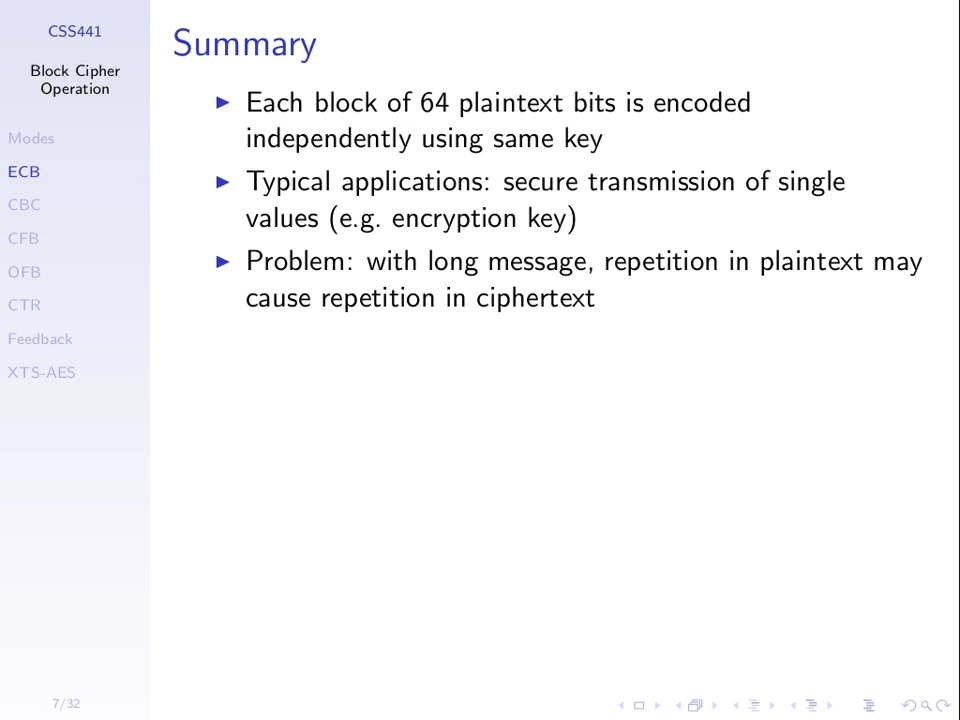 CSS441
Block Cipher
Operation
Modes
ECB
CBC
CFB
OFB
CTR
Feedback
XTS-AES
7/32
Summary
Each block of 64 plaintext bits is encoded
independently using same key
Typical applications: secure transmission of single
values (e.g. encryption key)
Problem: with long message, repetition in plaintext may
cause repetition in ciphertext